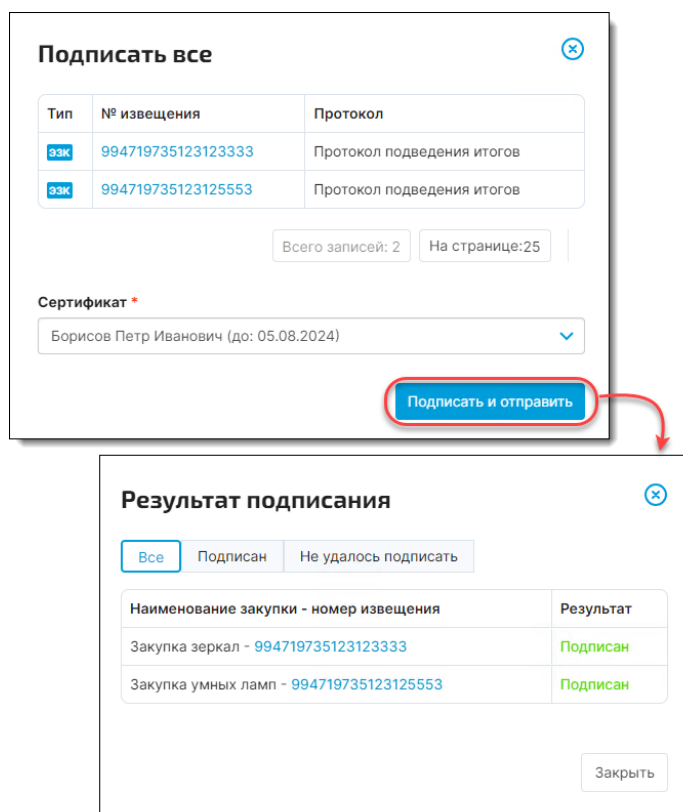 Подписать все
Тип № извещения Протокол
ЭЗК 994719735123123333 Протокол подведения итогов
ЭЗК 994719735123125553 Протокол подведения итогов
Всего записей: 2 На странице:25
Сертификат *
Борисов Петр Иванович (до: 05.08.2024)
Подписать и отправить
Результат подписания
Все Подписан Не удалось подписать
Наименование закупки - номер извещения Результат
Закупка зеркал - 994719735123123333 Подписан
Закупка умных ламп - 994719735123125553 Подписан
Закрыть